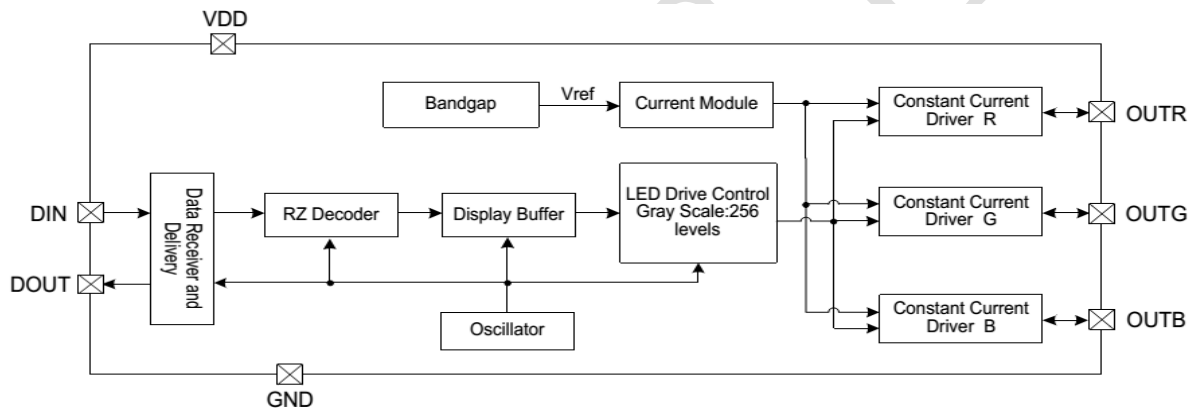 VDD
Bandgap
Vref
Current Module
Constant Current
Driver R
OUTR
DIN
Data Receiver and
Delivery
RZ Decoder
Display Buffer
LED Drive Control
Gray Scale:256
levels
Constant Current
Driver G
OUTG
DOUT
Oscillator
Constant Current
Driver B
OUTB
GND